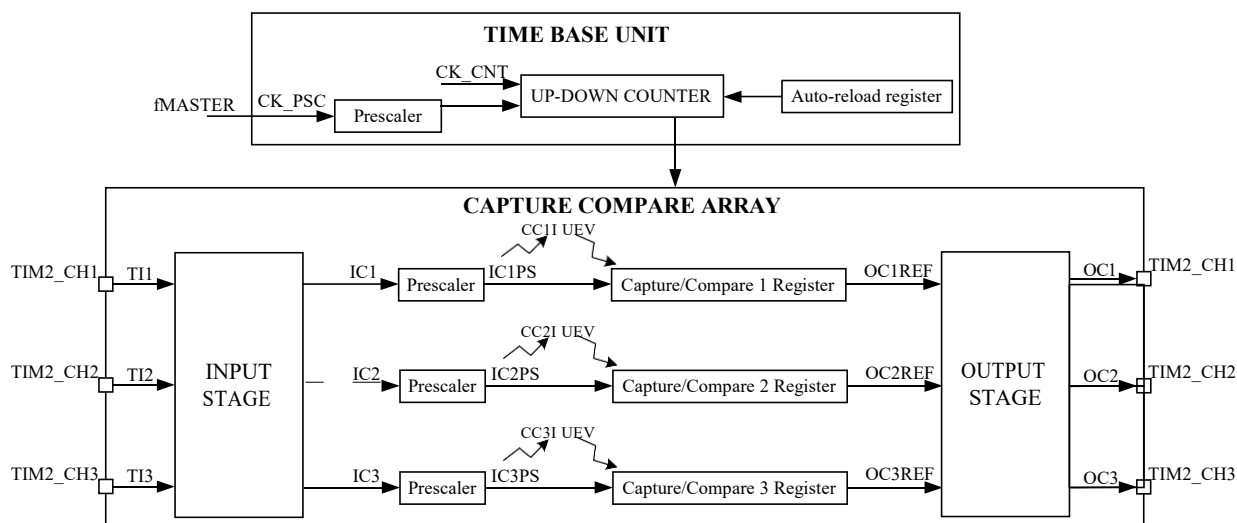 TIME BASE UNIT
CK_CNT
fMASTER CK_PSC
Prescaler
UP-DOWN COUNTER
Auto-reload register
CAPTURE COMPARE ARRAY
CC1I UEV
TIM2_CH1 TI1 IC1 Prescaler IC1PS Capture/Compare 1 Register OC1REF OC1 TIM2_CH1
CC2I UEV
TIM2_CH2 TI2 INPUT STAGE IC2 Prescaler IC2PS Capture/Compare 2 Register OC2REF OUTPUT STAGE OC2 TIM2_CH2
CC3I UEV
TIM2_CH3 TI3 IC3 Prescaler IC3PS Capture/Compare 3 Register OC3REF OC3 TIM2_CH3